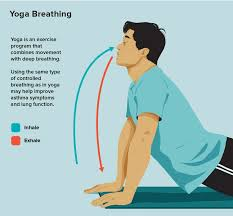 Yoga Breathing
Yoga is an exercise
program that combines
movement with deep
breathing.
Using the same type
of controlled
breathing as in yoga
may help improve
asthma symptoms
and lung function.
Inhale
Exhale